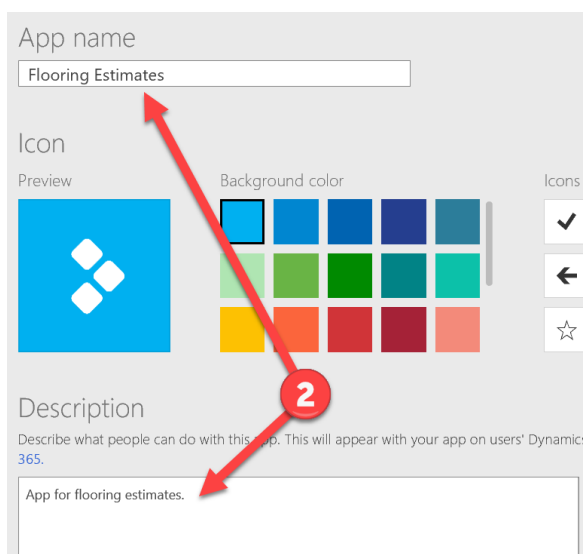 App name
Flooring Estimates
Icon
Preview
Background color
Icons
2
Description
Describe what people can do with this app. This will appear with your app on users' Dynamics
365.
App for flooring estimates.